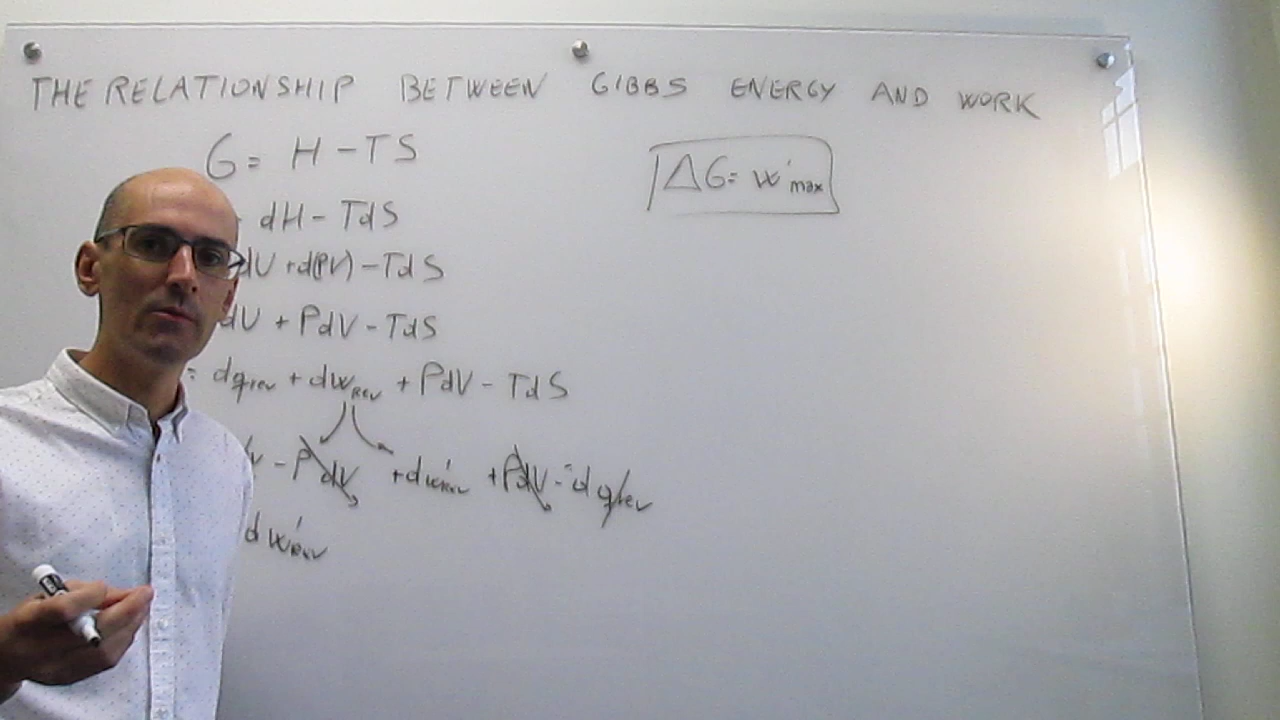 THE RELATIONSHIP BETWEEN GIBBS ENERGY AND WORK
G = H - TS
dH - TdS
dU + d(PV) - TdS
dU + PdV - TdS
= dqrev + dwrev + PdV - TdS
- PdV + dw'rev + PdV - dqrev
dw'rev
ΔG = w'max